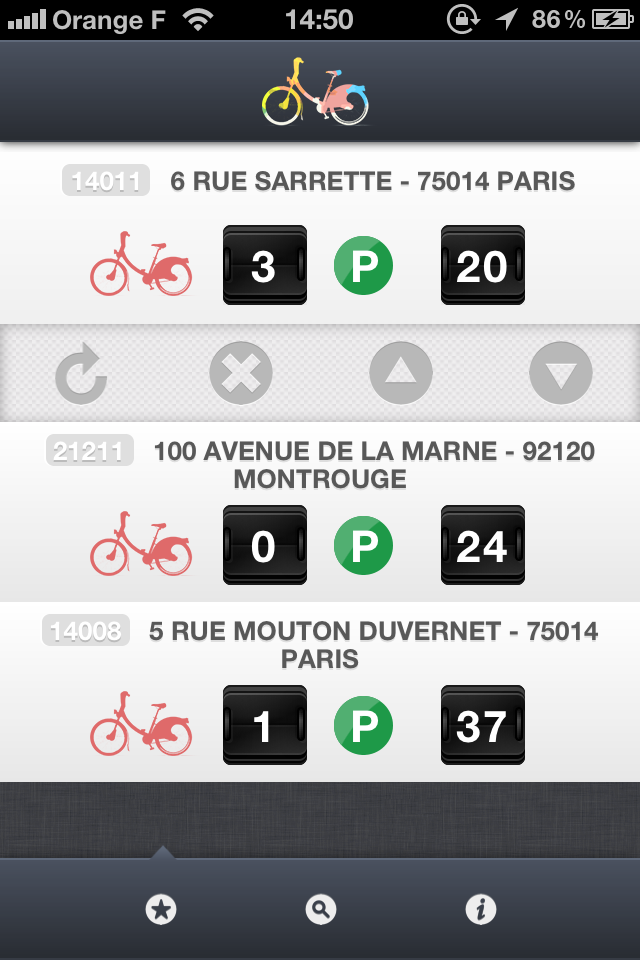 Orange F 14:50 86 %
14011 6 RUE SARRETTE - 75014 PARIS
3 P 20
21211 100 AVENUE DE LA MARNE - 92120
MONTROUGE
0 P 24
14008 5 RUE MOUTON DUVERNET - 75014
PARIS
1 P 37
i